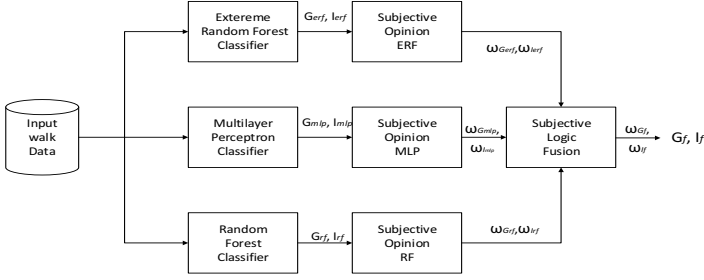 Extereme
Random Forest
Classifier
Gerf, Ierf
Subjective
Opinion
ERF
ωGerf,ωIerf
Input
walk
Data
Multilayer
Perceptron
Classifier
Gmlp, Imlp
Subjective
Opinion
MLP
ωGmlp,
ωImlp
Subjective
Logic
Fusion
ωGf,
ωIf
Gf, If
Random
Forest
Classifier
Grf, Irf
Subjective
Opinion
RF
ωGrf,ωIrf